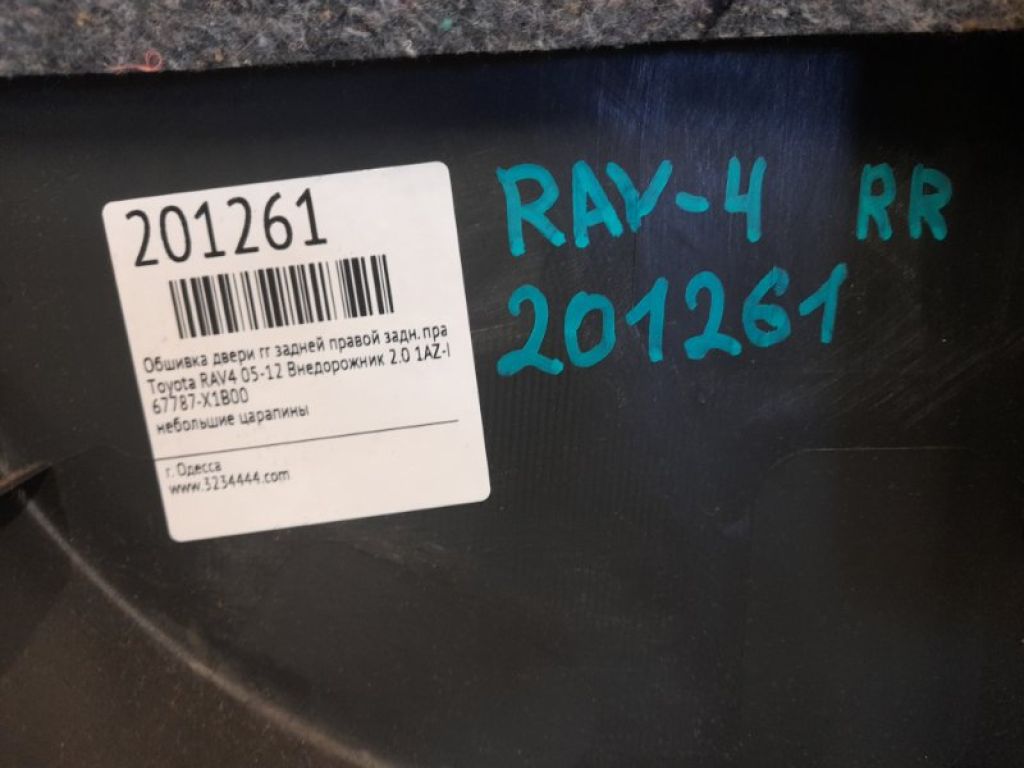 201261
Обшивка двери rr задней правой задн. пра
Toyota RAV4 05-12 Внедорожник 2.0 1AZ-
67787-X1B00
небольшие царапины
г. Одесса
www.3234444.com
RAV-4 RR
201261